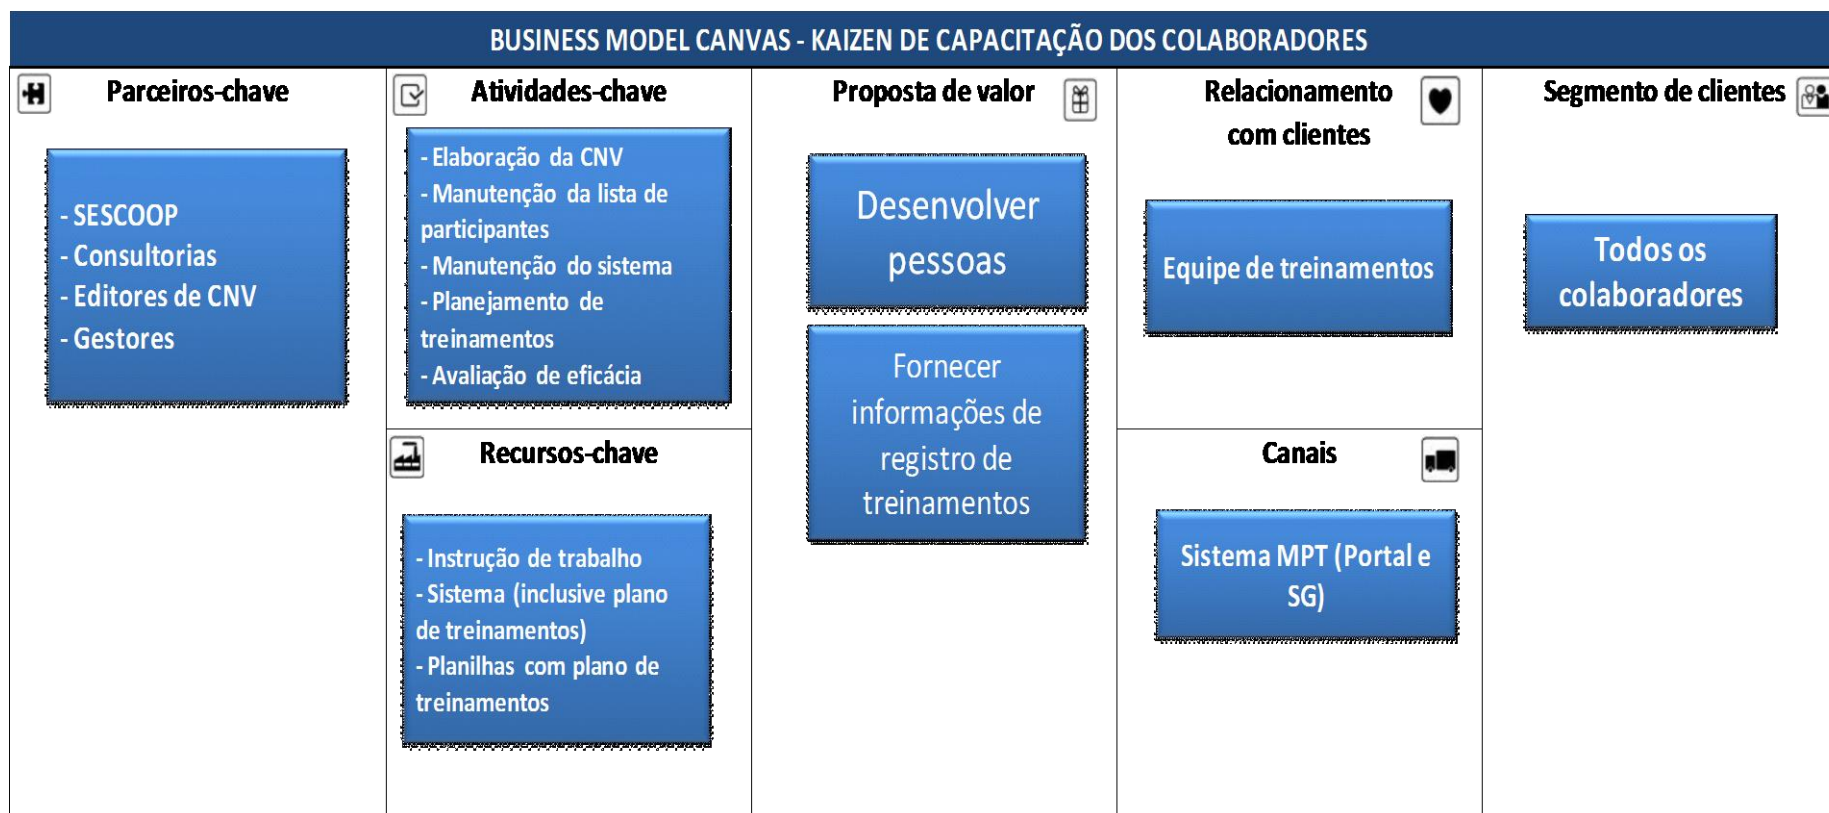 BUSINESS MODEL CANVAS - KAIZEN DE CAPACITAÇÃO DOS COLABORADORES
Parceiros-chave
- SESCOOP
- Consultorias
- Editores de CNV
- Gestores
Atividades-chave
- Elaboração da CNV
- Manutenção da lista de
participantes
- Manutenção do sistema
- Planejamento de
treinamentos
- Avaliação de eficácia
Recursos-chave
- Instrução de trabalho
- Sistema (inclusive plano
de treinamentos)
- Planilhas com plano de
treinamentos
Proposta de valor
Desenvolver
pessoas
Fornecer
informações de
registro de
treinamentos
Relacionamento
com clientes
Equipe de treinamentos
Canais
Sistema MPT (Portal e
SG)
Segmento de clientes
Todos os
colaboradores